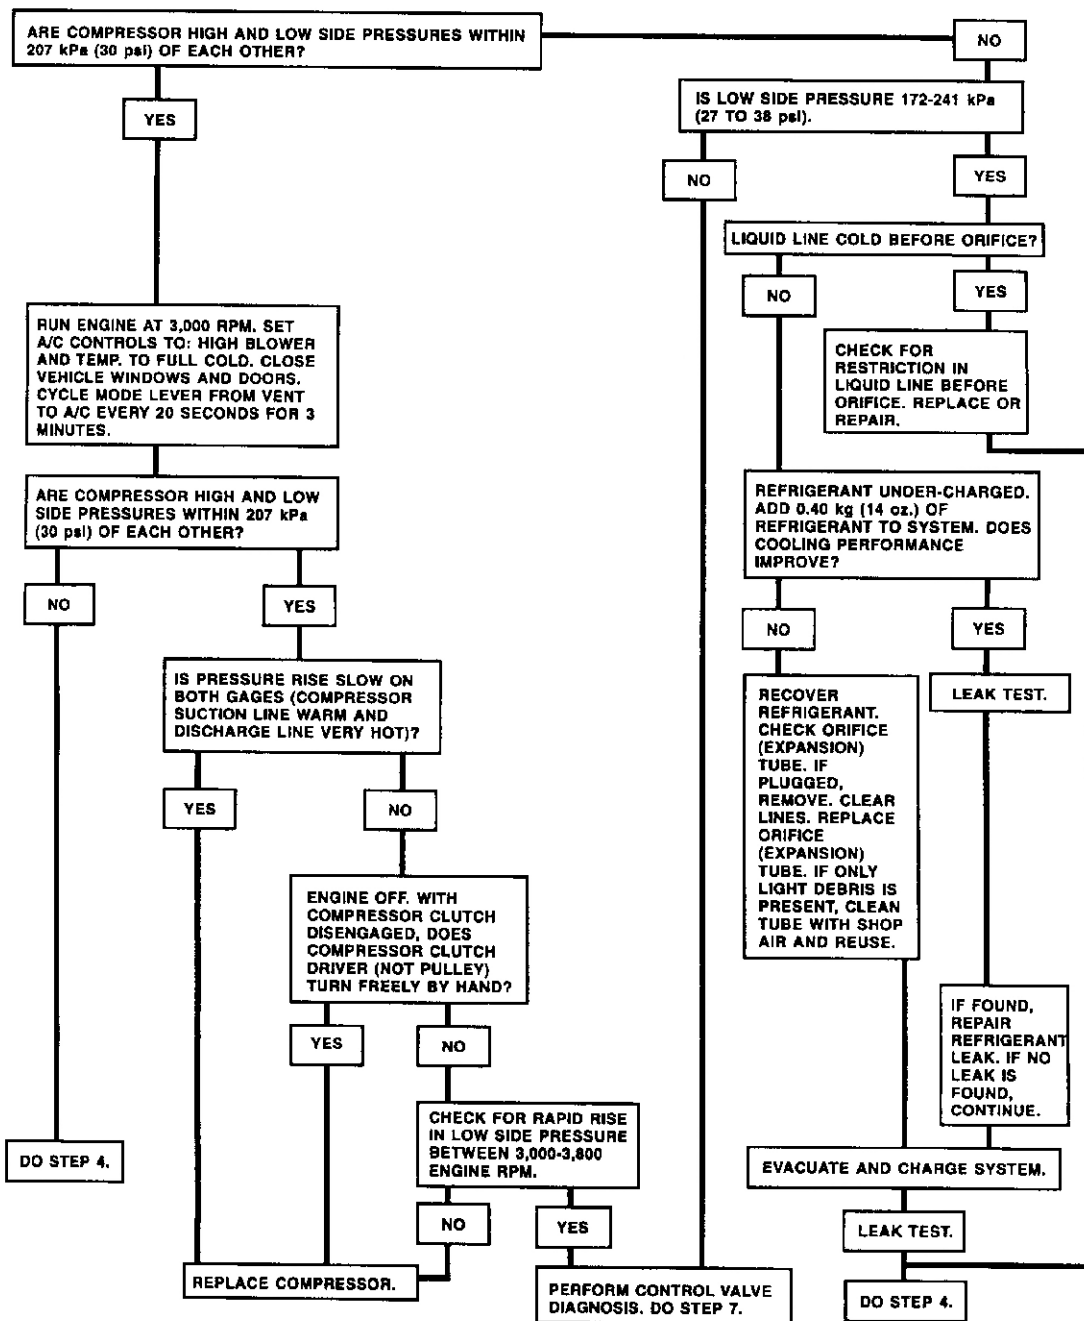 ARE COMPRESSOR HIGH AND LOW SIDE PRESSURES WITHIN
207 kPa (30 psi) OF EACH OTHER?
NO
YES
IS LOW SIDE PRESSURE 172-241 kPa
(27 TO 38 psi).
NO
YES
LIQUID LINE COLD BEFORE ORIFICE?
NO
YES
RUN ENGINE AT 3,000 RPM. SET
A/C CONTROLS TO: HIGH BLOWER
AND TEMP. TO FULL COLD. CLOSE
VEHICLE WINDOWS AND DOORS.
CYCLE MODE LEVER FROM VENT
TO A/C EVERY 20 SECONDS FOR 3
MINUTES.
CHECK FOR
RESTRICTION IN
LIQUID LINE BEFORE
ORIFICE. REPLACE OR
REPAIR.
ARE COMPRESSOR HIGH AND LOW
SIDE PRESSURES WITHIN 207 kPa
(30 psi) OF EACH OTHER?
REFRIGERANT UNDER-CHARGED.
ADD 0.40 kg (14 oz.) OF
REFRIGERANT TO SYSTEM. DOES
COOLING PERFORMANCE
IMPROVE?
NO
YES
NO
YES
IS PRESSURE RISE SLOW ON
BOTH GAGES (COMPRESSOR
SUCTION LINE WARM AND
DISCHARGE LINE VERY HOT)?
RECOVER
REFRIGERANT.
CHECK ORIFICE
(EXPANSION)
TUBE. IF
PLUGGED,
REMOVE. CLEAR
LINES. REPLACE
ORIFICE
(EXPANSION)
TUBE. IF ONLY
LIGHT DEBRIS IS
PRESENT, CLEAN
TUBE WITH SHOP
AIR AND REUSE.
LEAK TEST.
YES
NO
ENGINE OFF. WITH
COMPRESSOR CLUTCH
DISENGAGED, DOES
COMPRESSOR CLUTCH
DRIVER (NOT PULLEY)
TURN FREELY BY HAND?
YES
NO
IF FOUND,
REPAIR
REFRIGERANT
LEAK. IF NO
LEAK IS
FOUND,
CONTINUE.
CHECK FOR RAPID RISE
IN LOW SIDE PRESSURE
BETWEEN 3,000-3,800
ENGINE RPM.
DO STEP 4.
EVACUATE AND CHARGE SYSTEM.
NO
YES
LEAK TEST.
REPLACE COMPRESSOR.
PERFORM CONTROL VALVE
DIAGNOSIS. DO STEP 7.
DO STEP 4.